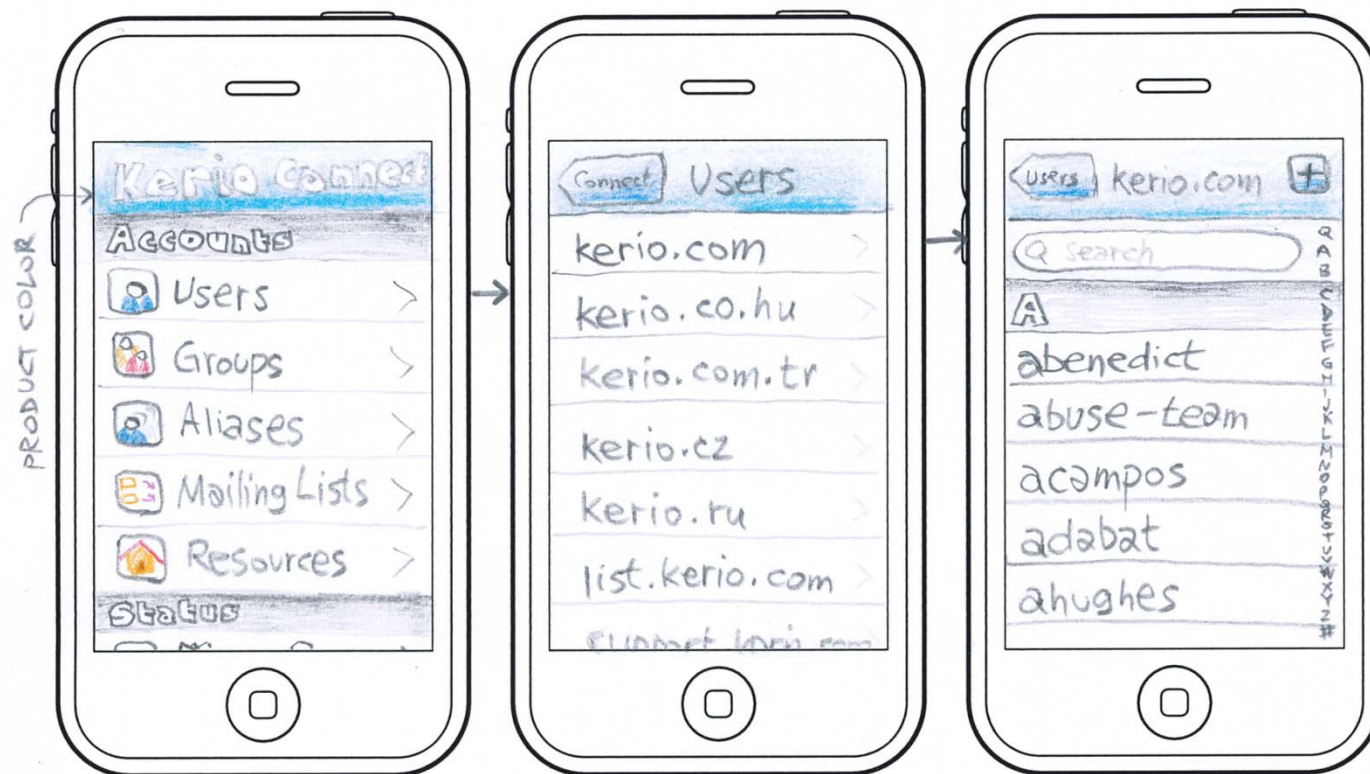 PRODUCT COLOR
Kerio Connect
Accounts
Users
Groups
Aliases
Mailing Lists
Resources
Status
Connect
Users
kerio.com
kerio.co.hu
kerio.com.tr
kerio.cz
kerio.ru
list.kerio.com
Users
kerio.com
+
search
A
abenedict
abuse-team
acampos
adabat
ahughes
A
B
C
D
E
F
G
H
I
J
K
L
M
N
O
P
Q
R
S
T
U
V
W
X
Y
Z
#